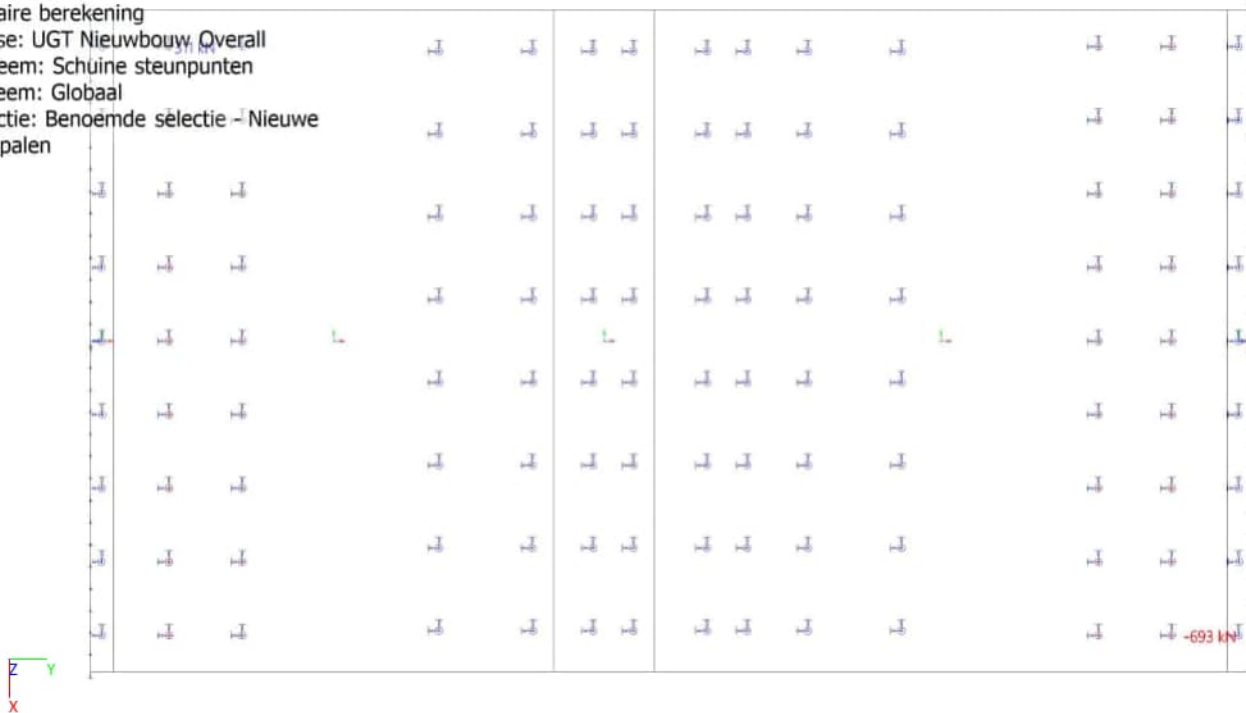 aire berekening
se: UGT Nieuwbouw Overall
eem: Schuine steunpunten
eem: Globaal
ctie: Benoemde selectie - Nieuwe
palen
-693 kN
Z Y
X